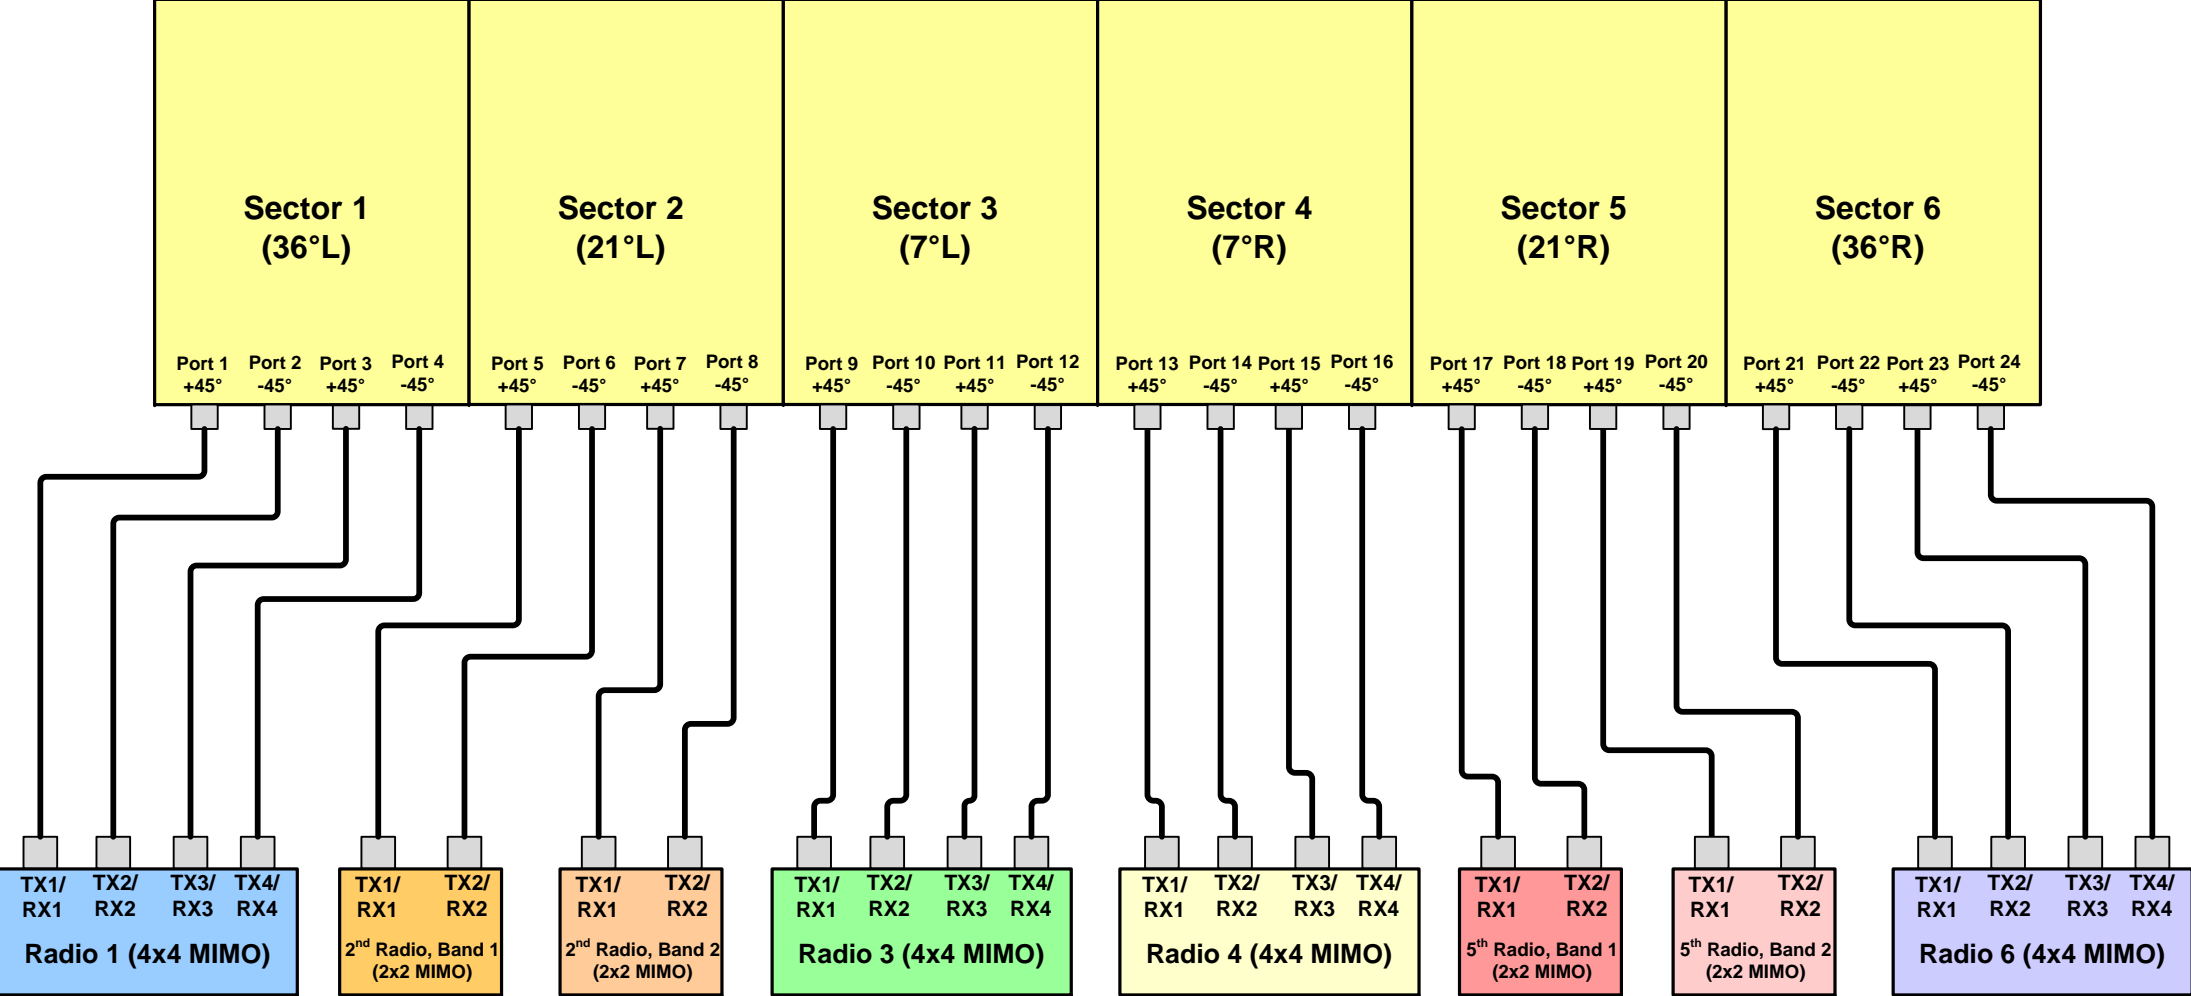 Sector 1
(36°L)
Sector 2
(21°L)
Sector 3
(7°L)
Sector 4
(7°R)
Sector 5
(21°R)
Sector 6
(36°R)
Port 1
+45°
Port 2
-45°
Port 3
+45°
Port 4
-45°
Port 5
+45°
Port 6
-45°
Port 7
+45°
Port 8
-45°
Port 9
+45°
Port 10
-45°
Port 11
+45°
Port 12
-45°
Port 13
+45°
Port 14
-45°
Port 15
+45°
Port 16
-45°
Port 17
+45°
Port 18
-45°
Port 19
+45°
Port 20
-45°
Port 21
+45°
Port 22
-45°
Port 23
+45°
Port 24
-45°
TX1/
RX1
TX2/
RX2
TX3/
RX3
TX4/
RX4
Radio 1 (4x4 MIMO)
TX1/
RX1
TX2/
RX2
2nd Radio, Band 1
(2x2 MIMO)
TX1/
RX1
TX2/
RX2
2nd Radio, Band 2
(2x2 MIMO)
TX1/
RX1
TX2/
RX2
TX3/
RX3
TX4/
RX4
Radio 3 (4x4 MIMO)
TX1/
RX1
TX2/
RX2
TX3/
RX3
TX4/
RX4
Radio 4 (4x4 MIMO)
TX1/
RX1
TX2/
RX2
5th Radio, Band 1
(2x2 MIMO)
TX1/
RX1
TX2/
RX2
5th Radio, Band 2
(2x2 MIMO)
TX1/
RX1
TX2/
RX2
TX3/
RX3
TX4/
RX4
Radio 6 (4x4 MIMO)